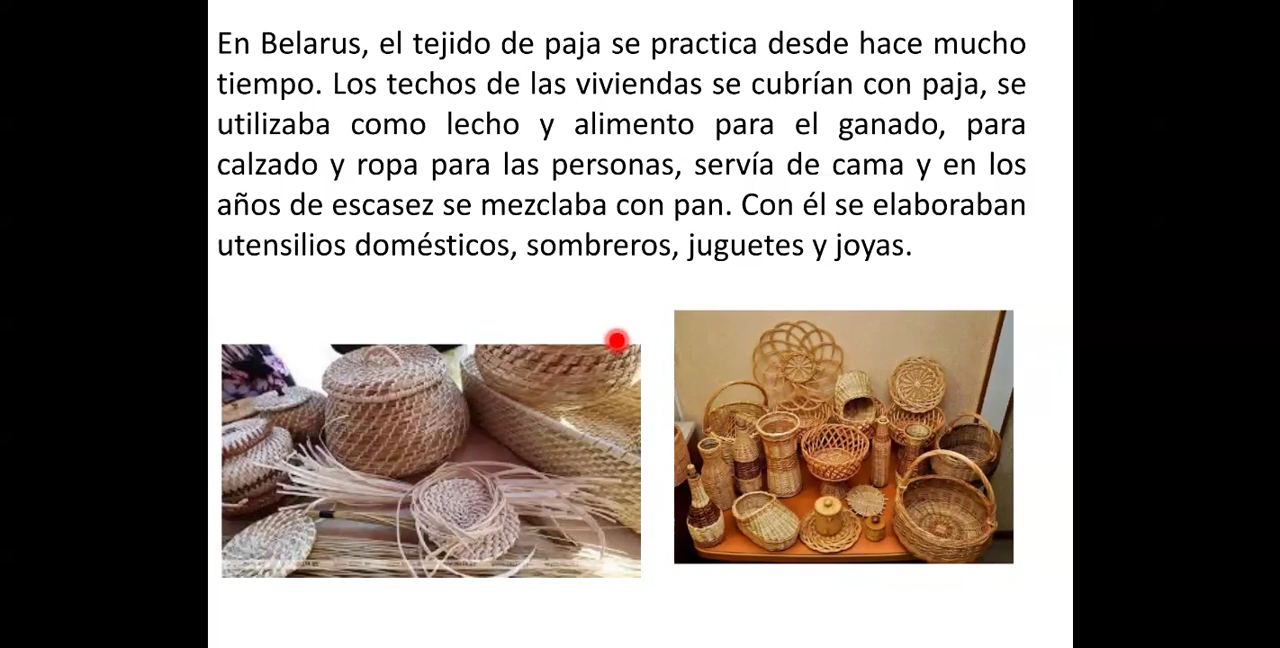 En Belarus, el tejido de paja se practica desde hace mucho
tiempo. Los techos de las viviendas se cubrían con paja, se
utilizaba como lecho y alimento para el ganado, para
calzado y ropa para las personas, servía de cama y en los
años de escasez se mezclaba con pan. Con él se elaboraban
utensilios domésticos, sombreros, juguetes y joyas.